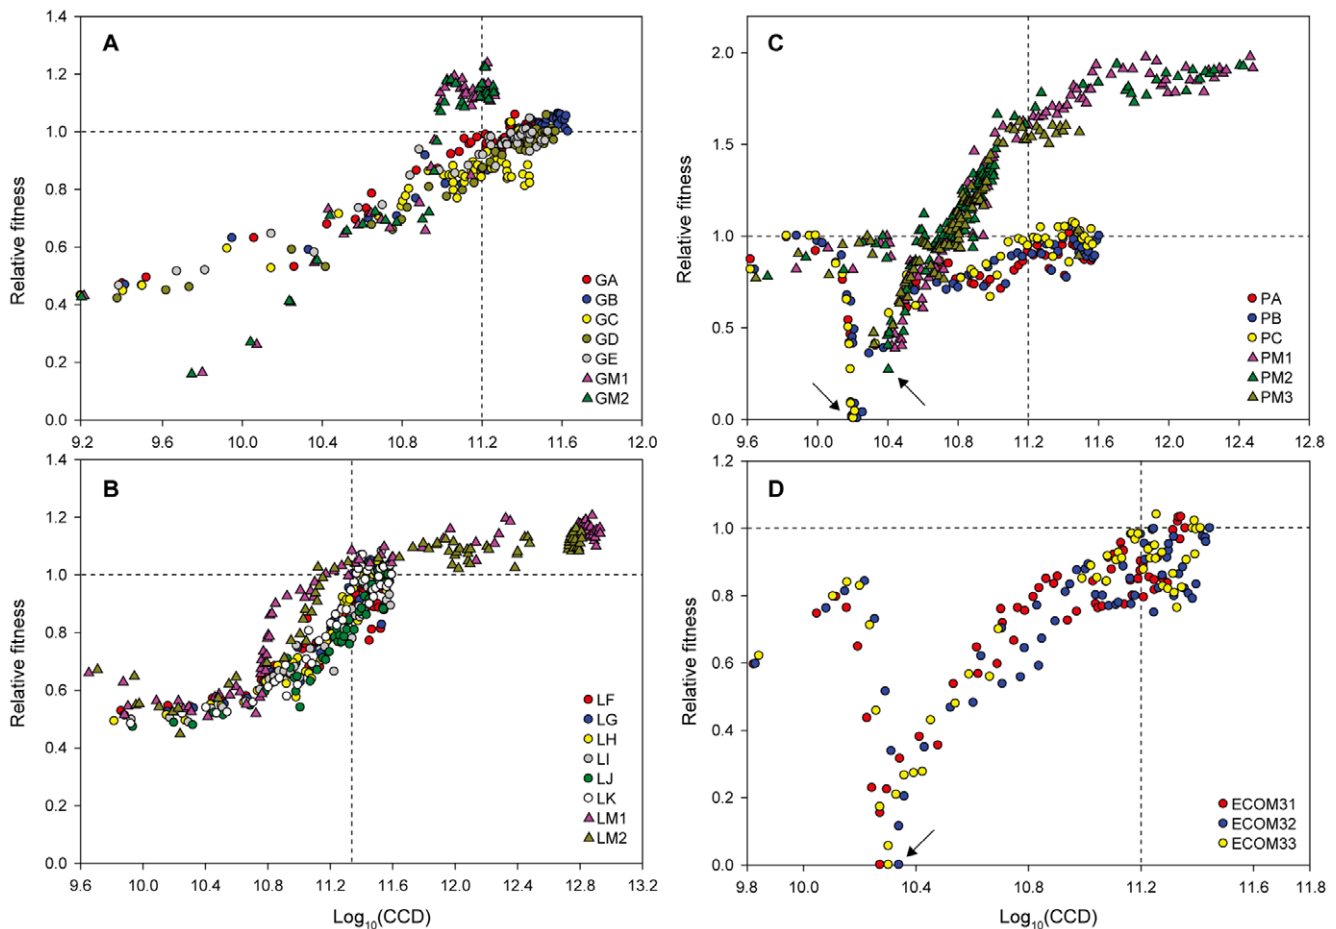 A
Relative fitness
1.4
1.2
1.0
0.8
0.6
0.4
0.2
0.0
9.2
10.0
10.4
10.8
11.2
11.6
12.0
GA
GB
GC
GD
GE
GM1
GM2
B
Relative fitness
1.4
1.2
1.0
0.8
0.6
0.4
0.2
0.0
9.6
10.0
10.4
10.8
11.2
11.6
12.0
12.4
12.8
13.2
Log10(CCD)
LF
LG
LH
LI
LJ
LK
LM1
LM2
C
Relative fitness
2.0
1.5
1.0
0.5
0.0
9.6
10.0
10.4
10.8
11.2
11.6
12.0
12.4
12.8
PA
PB
PC
PM1
PM2
PM3
D
Relative fitness
1.2
1.0
0.8
0.6
0.4
0.2
0.0
9.8
10.0
10.4
10.8
11.2
11.6
11.8
Log10(CCD)
ECOM31
ECOM32
ECOM33